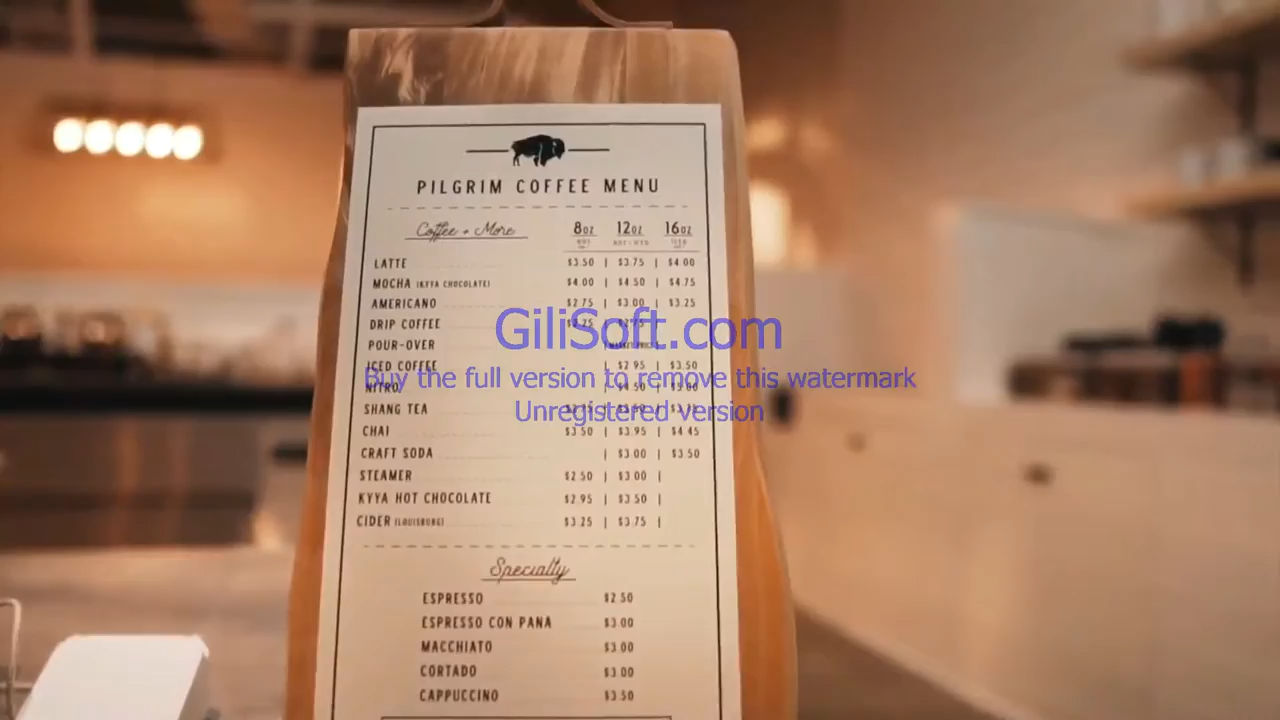 PILGRIM COFFEE MENU
Coffee + More 8oz 12oz 16oz
LATTE $3.50 | $3.75 | $4.00
MOCHA (KYYA CHOCOLATE) $4.00 | $4.50 | $4.75
AMERICANO $2.75 | $3.00 | $3.25
DRIP COFFEE
GiliSoft.com
POUR-OVER
ICED COFFEE | $2.95 | $3.50
Buy the full version to remove this watermark
NITRO
SHANG TEA
Unregistered version
CHAI $3.50 | $3.95 | $4.45
CRAFT SODA | $3.00 | $3.50
STEAMER $2.50 | $3.00 |
KYYA HOT CHOCOLATE $2.95 | $3.50 |
CIDER (LOUISBURG) $3.25 | $3.75 |
Specialty
ESPRESSO $2.50
ESPRESSO CON PANA $3.00
MACCHIATO $3.00
CORTADO $3.00
CAPPUCCINO $3.50